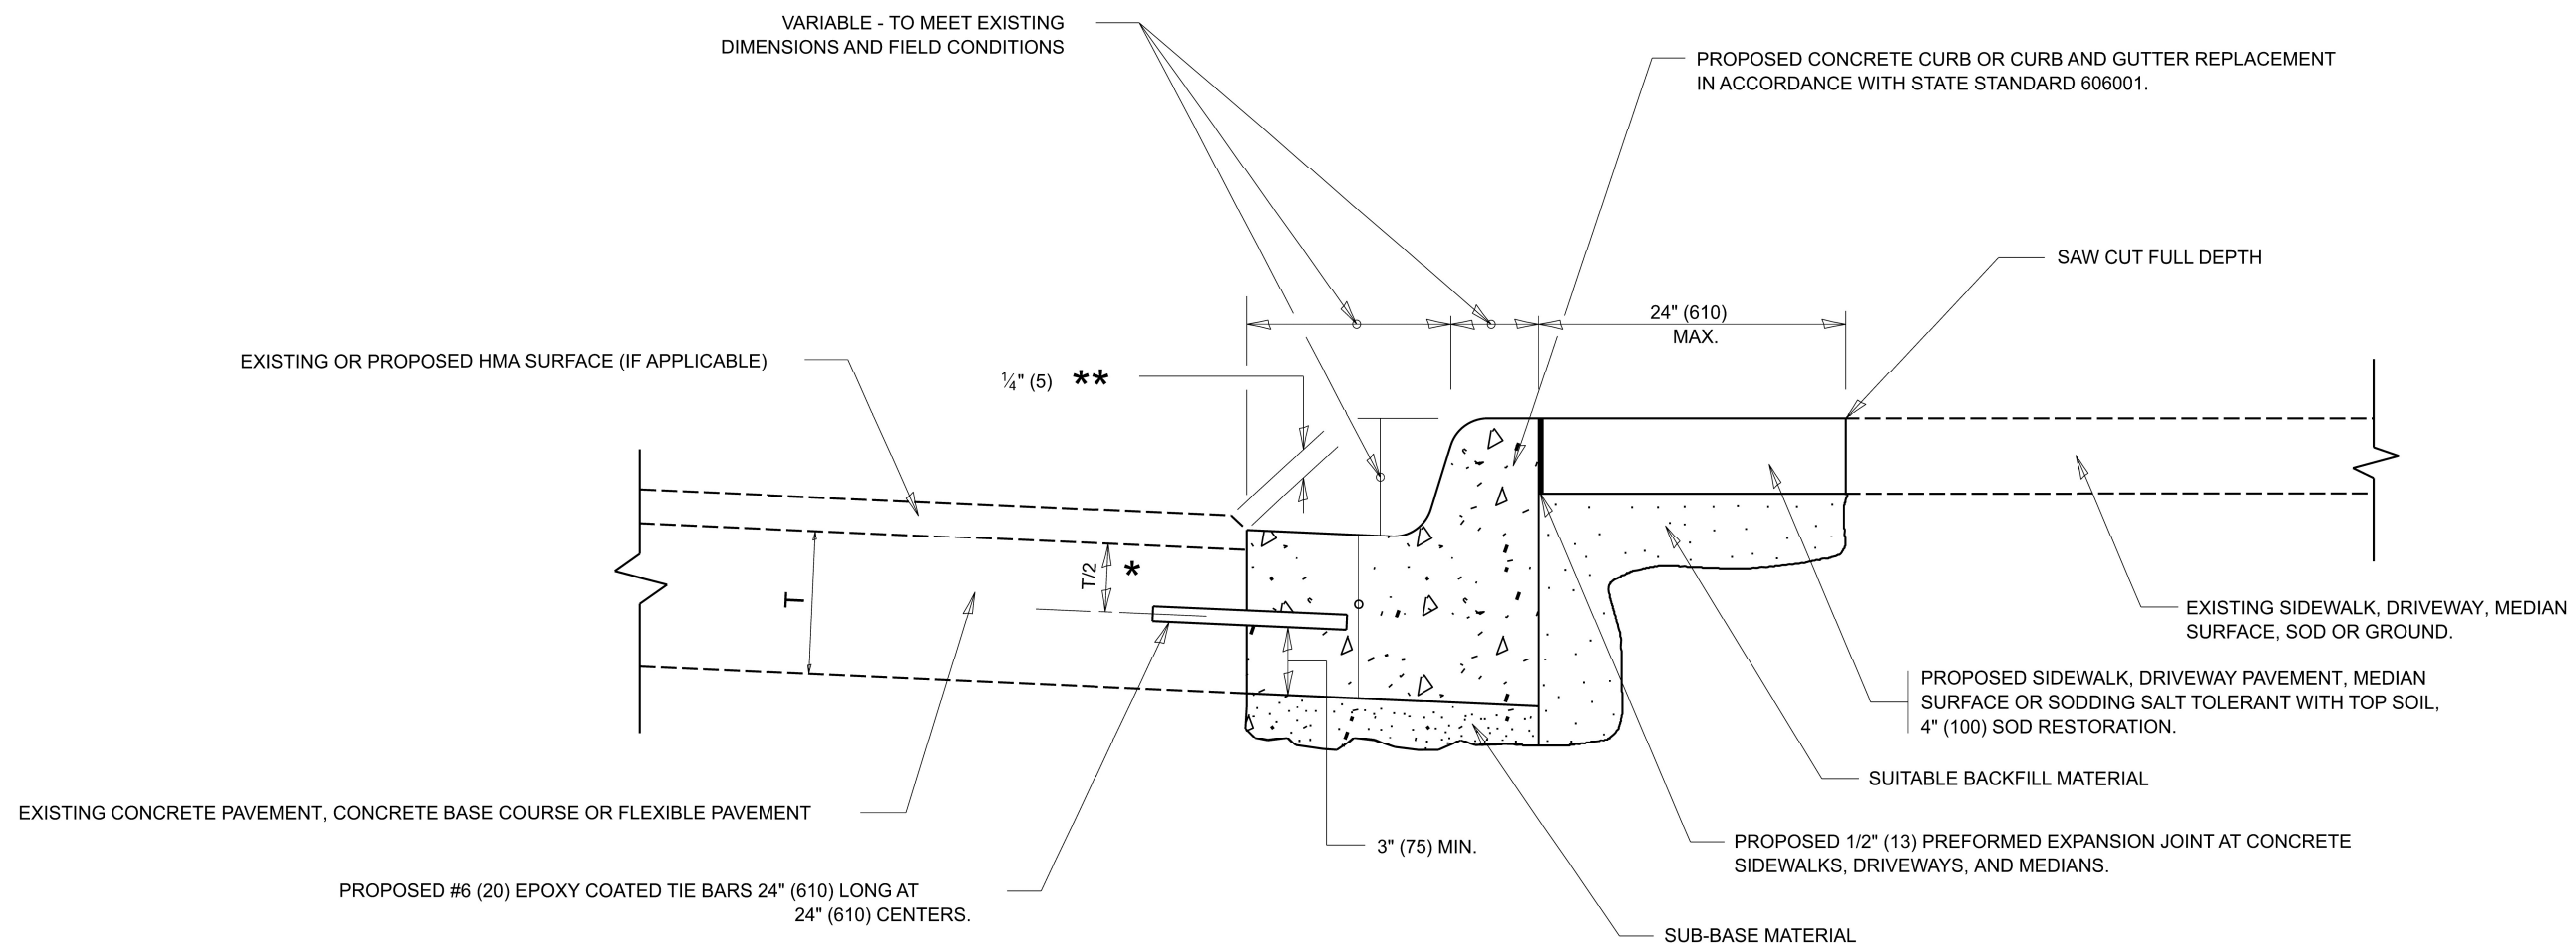 VARIABLE - TO MEET EXISTING
DIMENSIONS AND FIELD CONDITIONS
PROPOSED CONCRETE CURB OR CURB AND GUTTER REPLACEMENT
IN ACCORDANCE WITH STATE STANDARD 606001.
SAW CUT FULL DEPTH
24" (610)
MAX.
EXISTING OR PROPOSED HMA SURFACE (IF APPLICABLE)
¼" (5) **
T
T/2 *
EXISTING SIDEWALK, DRIVEWAY, MEDIAN
SURFACE, SOD OR GROUND.
PROPOSED SIDEWALK, DRIVEWAY PAVEMENT, MEDIAN
SURFACE OR SODDING SALT TOLERANT WITH TOP SOIL,
4" (100) SOD RESTORATION.
SUITABLE BACKFILL MATERIAL
EXISTING CONCRETE PAVEMENT, CONCRETE BASE COURSE OR FLEXIBLE PAVEMENT
3" (75) MIN.
PROPOSED 1/2" (13) PREFORMED EXPANSION JOINT AT CONCRETE
SIDEWALKS, DRIVEWAYS, AND MEDIANS.
PROPOSED #6 (20) EPOXY COATED TIE BARS 24" (610) LONG AT
24" (610) CENTERS.
SUB-BASE MATERIAL